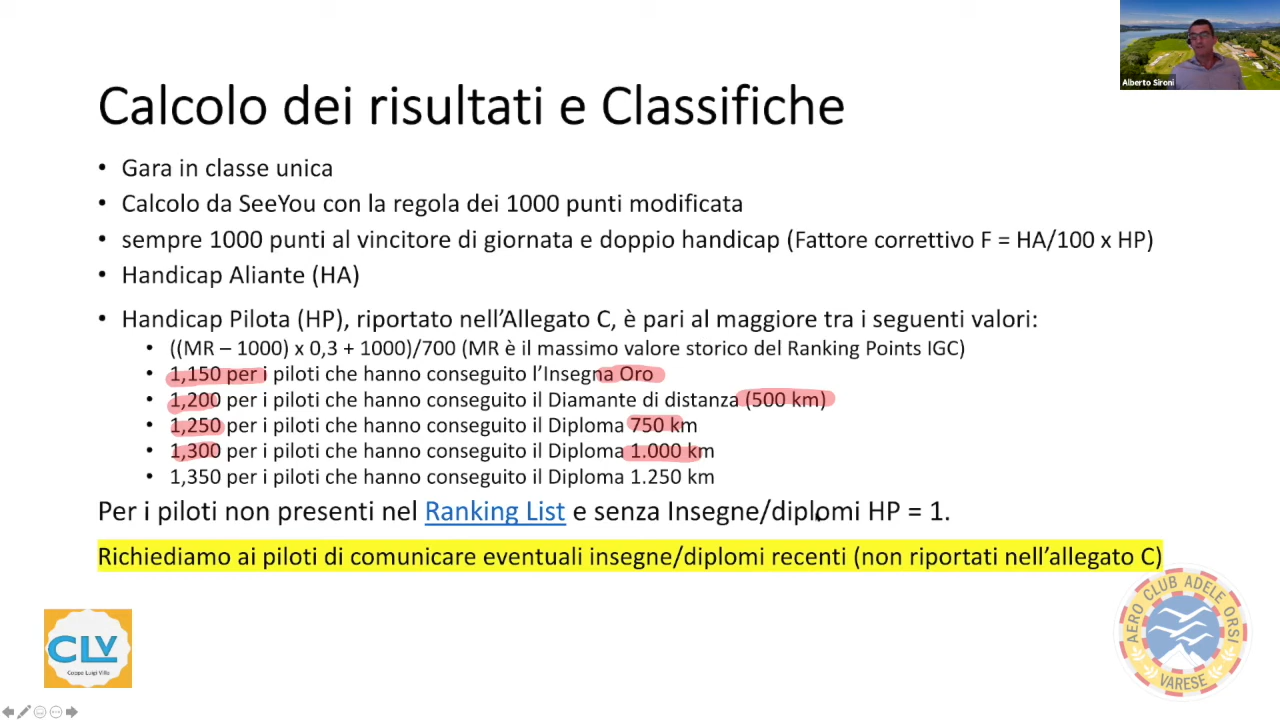 Alberto Sironi
Calcolo dei risultati e Classifiche
• Gara in classe unica
• Calcolo da SeeYou con la regola dei 1000 punti modificata
• sempre 1000 punti al vincitore di giornata e doppio handicap (Fattore correttivo F = HA/100 x HP)
• Handicap Aliante (HA)
• Handicap Pilota (HP), riportato nell’Allegato C, è pari al maggiore tra i seguenti valori:
• ((MR – 1000) x 0,3 + 1000)/700 (MR è il massimo valore storico del Ranking Points IGC)
• 1,150 per i piloti che hanno conseguito l’Insegna Oro
• 1,200 per i piloti che hanno conseguito il Diamante di distanza (500 km)
• 1,250 per i piloti che hanno conseguito il Diploma 750 km
• 1,300 per i piloti che hanno conseguito il Diploma 1.000 km
• 1,350 per i piloti che hanno conseguito il Diploma 1.250 km
Per i piloti non presenti nel Ranking List e senza Insegne/diplomi HP = 1.
Richiediamo ai piloti di comunicare eventuali insegne/diplomi recenti (non riportati nell’allegato C)
CLV
Coppa Luigi Villa
AERO CLUB ADELE ORSI
VARESE